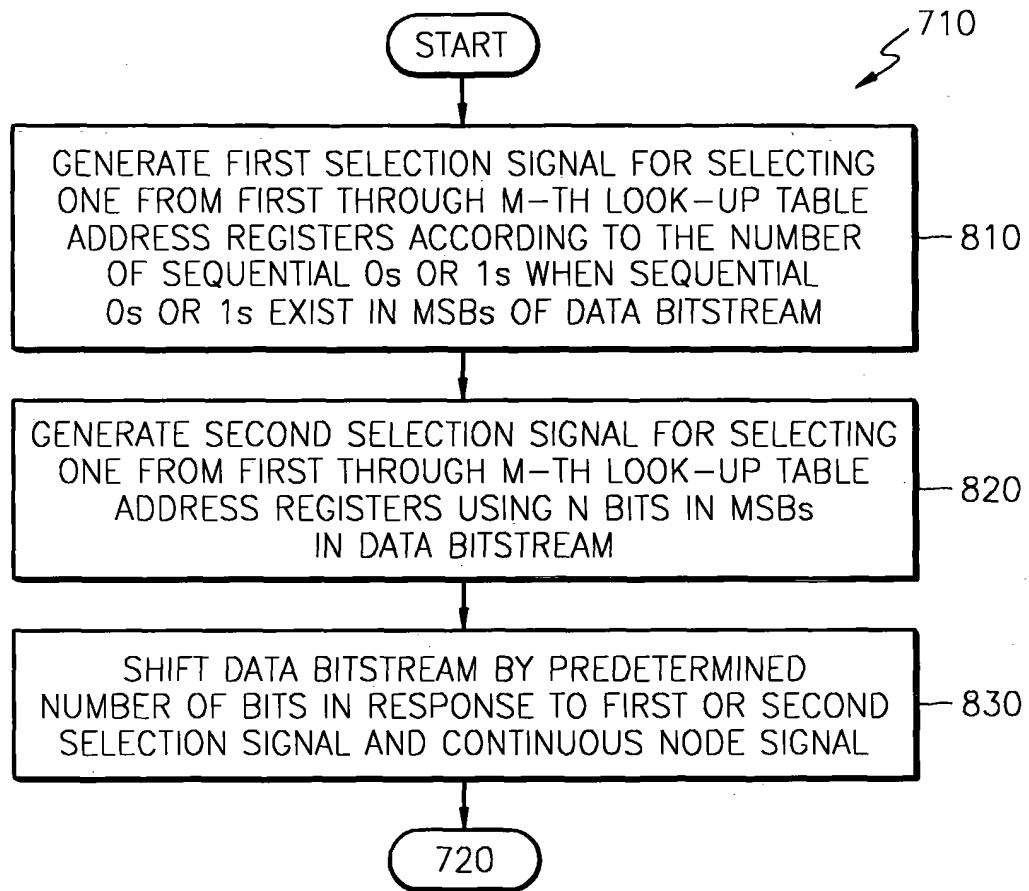 710
START
GENERATE FIRST SELECTION SIGNAL FOR SELECTING
ONE FROM FIRST THROUGH M-TH LOOK-UP TABLE
ADDRESS REGISTERS ACCORDING TO THE NUMBER
OF SEQUENTIAL 0s OR 1s WHEN SEQUENTIAL
0s OR 1s EXIST IN MSBs OF DATA BITSTREAM
810
GENERATE SECOND SELECTION SIGNAL FOR SELECTING
ONE FROM FIRST THROUGH M-TH LOOK-UP TABLE
ADDRESS REGISTERS USING N BITS IN MSBs
IN DATA BITSTREAM
820
SHIFT DATA BITSTREAM BY PREDETERMINED
NUMBER OF BITS IN RESPONSE TO FIRST OR SECOND
SELECTION SIGNAL AND CONTINUOUS NODE SIGNAL
830
720